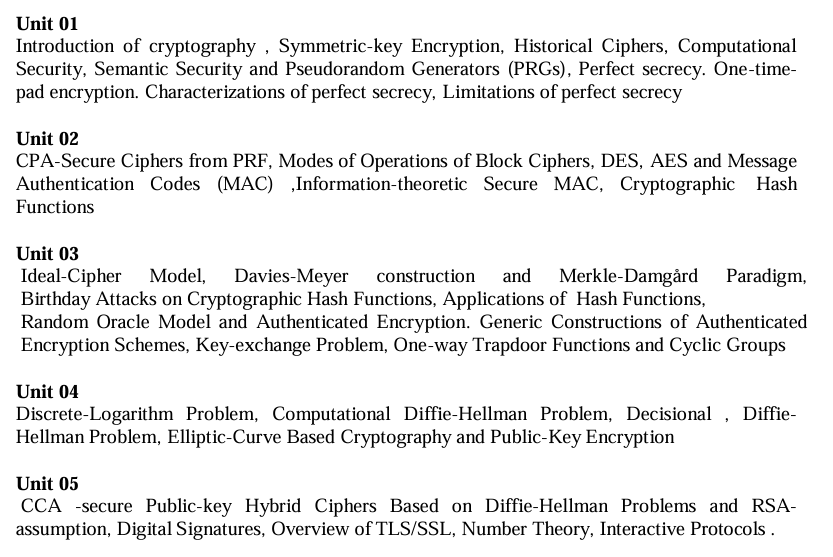 Unit 01
Introduction of cryptography , Symmetric-key Encryption, Historical Ciphers, Computational
Security, Semantic Security and Pseudorandom Generators (PRGs), Perfect secrecy. One-time-
pad encryption. Characterizations of perfect secrecy, Limitations of perfect secrecy
Unit 02
CPA-Secure Ciphers from PRF, Modes of Operations of Block Ciphers, DES, AES and Message
Authentication Codes (MAC) ,Information-theoretic Secure MAC, Cryptographic Hash
Functions
Unit 03
Ideal-Cipher Model, Davies-Meyer construction and Merkle-Damgård Paradigm,
Birthday Attacks on Cryptographic Hash Functions, Applications of Hash Functions,
Random Oracle Model and Authenticated Encryption. Generic Constructions of Authenticated
Encryption Schemes, Key-exchange Problem, One-way Trapdoor Functions and Cyclic Groups
Unit 04
Discrete-Logarithm Problem, Computational Diffie-Hellman Problem, Decisional , Diffie-
Hellman Problem, Elliptic-Curve Based Cryptography and Public-Key Encryption
Unit 05
CCA -secure Public-key Hybrid Ciphers Based on Diffie-Hellman Problems and RSA-
assumption, Digital Signatures, Overview of TLS/SSL, Number Theory, Interactive Protocols .